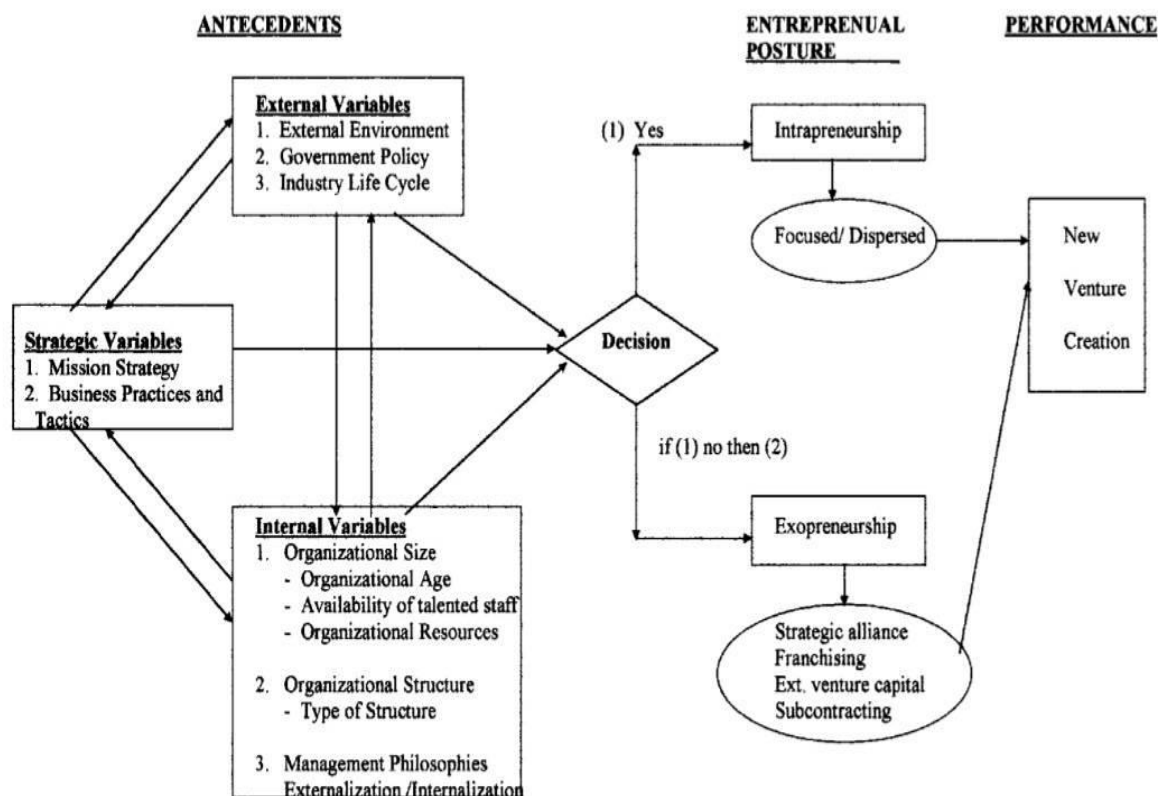 ANTECEDENTS
ENTREPRENUAL
POSTURE
PERFORMANCE
External Variables
1. External Environment
2. Government Policy
3. Industry Life Cycle
(1) Yes
Intrapreneurship
Focused/ Dispersed
New
Venture
Creation
Strategic Variables
1. Mission Strategy
2. Business Practices and
Tactics
Decision
if (1) no then (2)
Internal Variables
1. Organizational Size
- Organizational Age
- Availability of talented staff
- Organizational Resources
2. Organizational Structure
- Type of Structure
3. Management Philosophies
Externalization /Internalization
Exopreneurship
Strategic alliance
Franchising
Ext. venture capital
Subcontracting